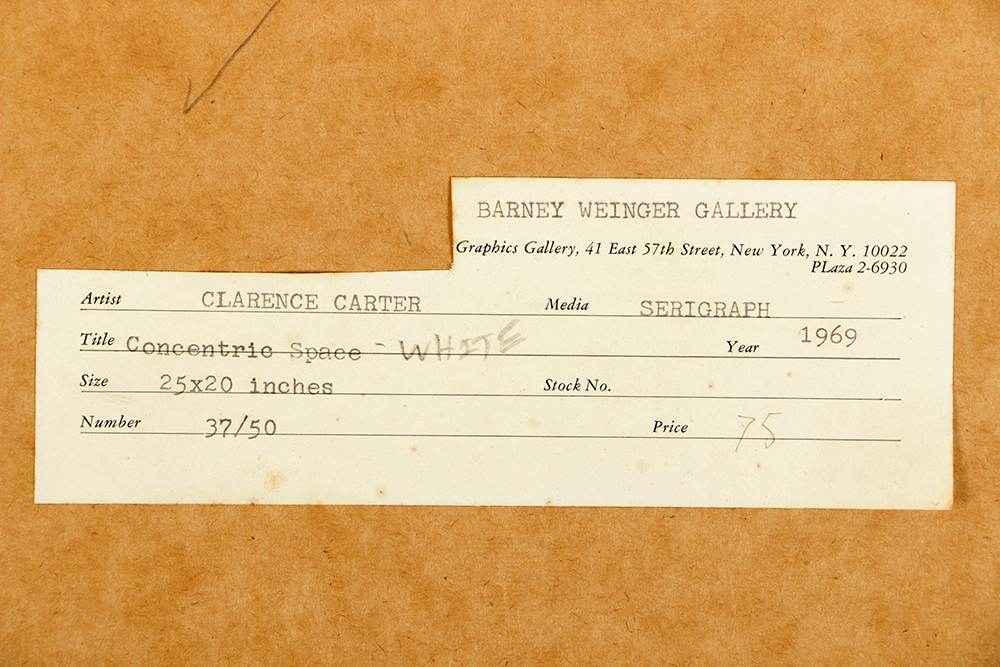 BARNEY WEINGER GALLERY
Graphics Gallery, 41 East 57th Street, New York, N. Y. 10022
PLaza 2-6930
Artist CLARENCE CARTER Media SERIGRAPH
Title Concentric Space - WHITE Year 1969
Size 25x20 inches Stock No.
Number 37/50 Price 75